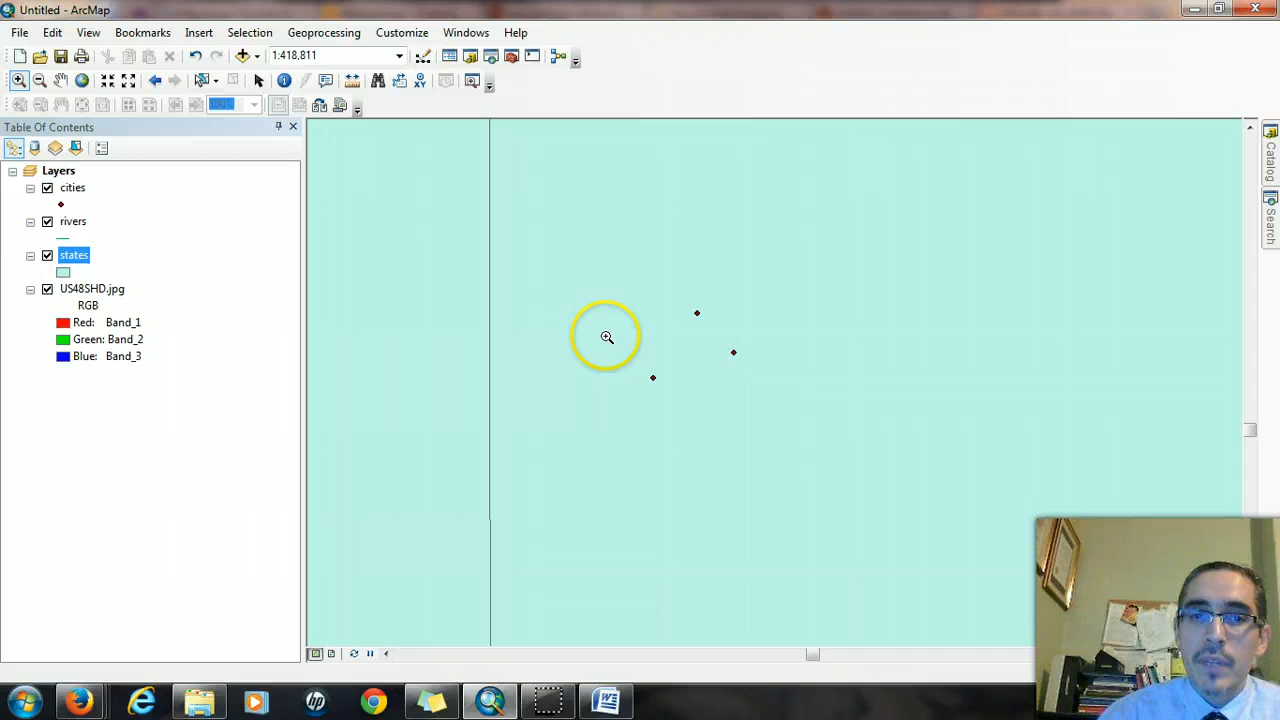 Untitled - ArcMap
File Edit View Bookmarks Insert Selection Geoprocessing Customize Windows Help
1:418,811
100%
Table Of Contents
Layers
cities
rivers
states
US48SHD.jpg
RGB
Red: Band_1
Green: Band_2
Blue: Band_3
Catalog
Search